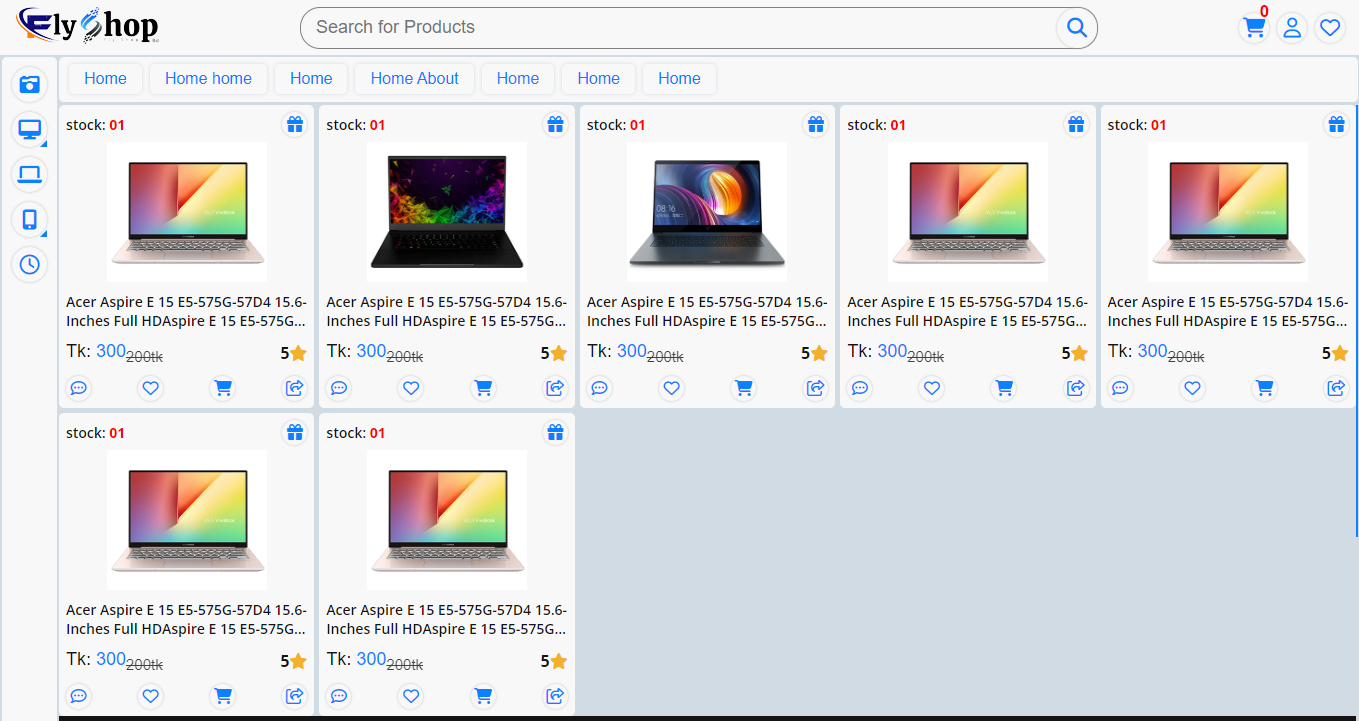 Ely Shop
Search for Products
0
Home
Home home
Home
Home About
Home
Home
Home
stock: 01
Acer Aspire E 15 E5-575G-57D4 15.6-
Inches Full HDAspire E 15 E5-575G...
Tk: 300 200tk
5
stock: 01
Acer Aspire E 15 E5-575G-57D4 15.6-
Inches Full HDAspire E 15 E5-575G...
Tk: 300 200tk
5
stock: 01
08:16
Acer Aspire E 15 E5-575G-57D4 15.6-
Inches Full HDAspire E 15 E5-575G...
Tk: 300 200tk
5
stock: 01
Acer Aspire E 15 E5-575G-57D4 15.6-
Inches Full HDAspire E 15 E5-575G...
Tk: 300 200tk
5
stock: 01
Acer Aspire E 15 E5-575G-57D4 15.6-
Inches Full HDAspire E 15 E5-575G...
Tk: 300 200tk
5
stock: 01
Acer Aspire E 15 E5-575G-57D4 15.6-
Inches Full HDAspire E 15 E5-575G...
Tk: 300 200tk
5
stock: 01
Acer Aspire E 15 E5-575G-57D4 15.6-
Inches Full HDAspire E 15 E5-575G...
Tk: 300 200tk
5